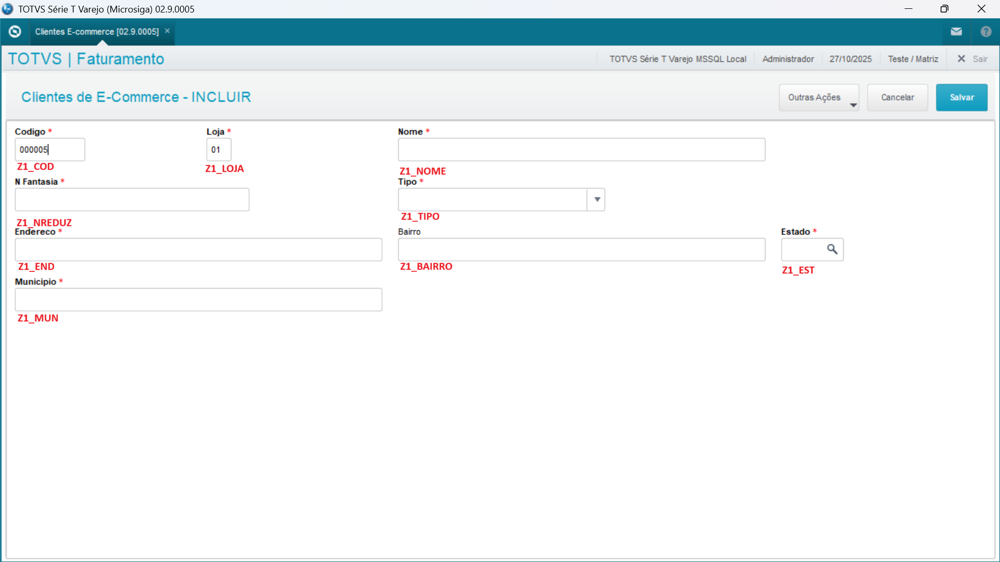 TOTVS Série T Varejo (Microsiga) 02.9.0005
Clientes E-commerce [02.9.0005]
TOTVS | Faturamento
TOTVS Série T Varejo MSSQL Local
Administrador
27/10/2025
Teste / Matriz
Sair
Clientes de E-Commerce - INCLUIR
Outras Ações
Cancelar
Salvar
Codigo *
Loja *
Nome *
000005
01
Z1_COD
Z1_LOJA
Z1_NOME
N Fantasia *
Tipo *
Z1_NREDUZ
Z1_TIPO
Endereco *
Bairro
Estado *
Z1_END
Z1_BAIRRO
Z1_EST
Municipio *
Z1_MUN